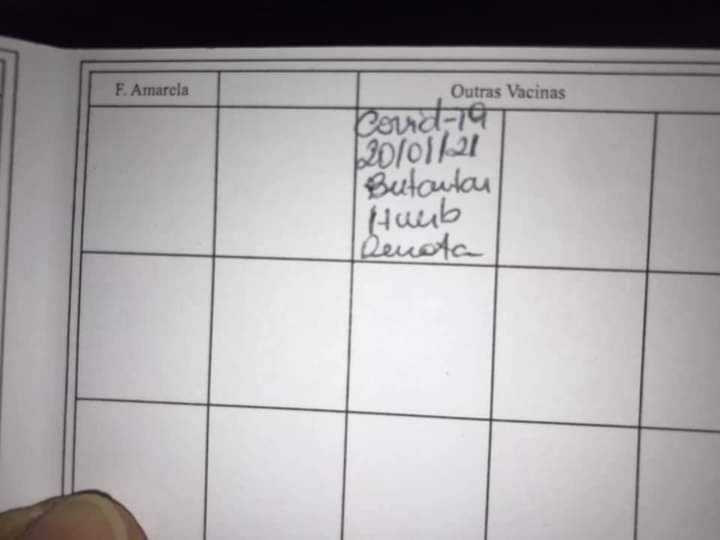 F. Amarela
Outras Vacinas
Covid-19
20/01/21
Butantan
Renata